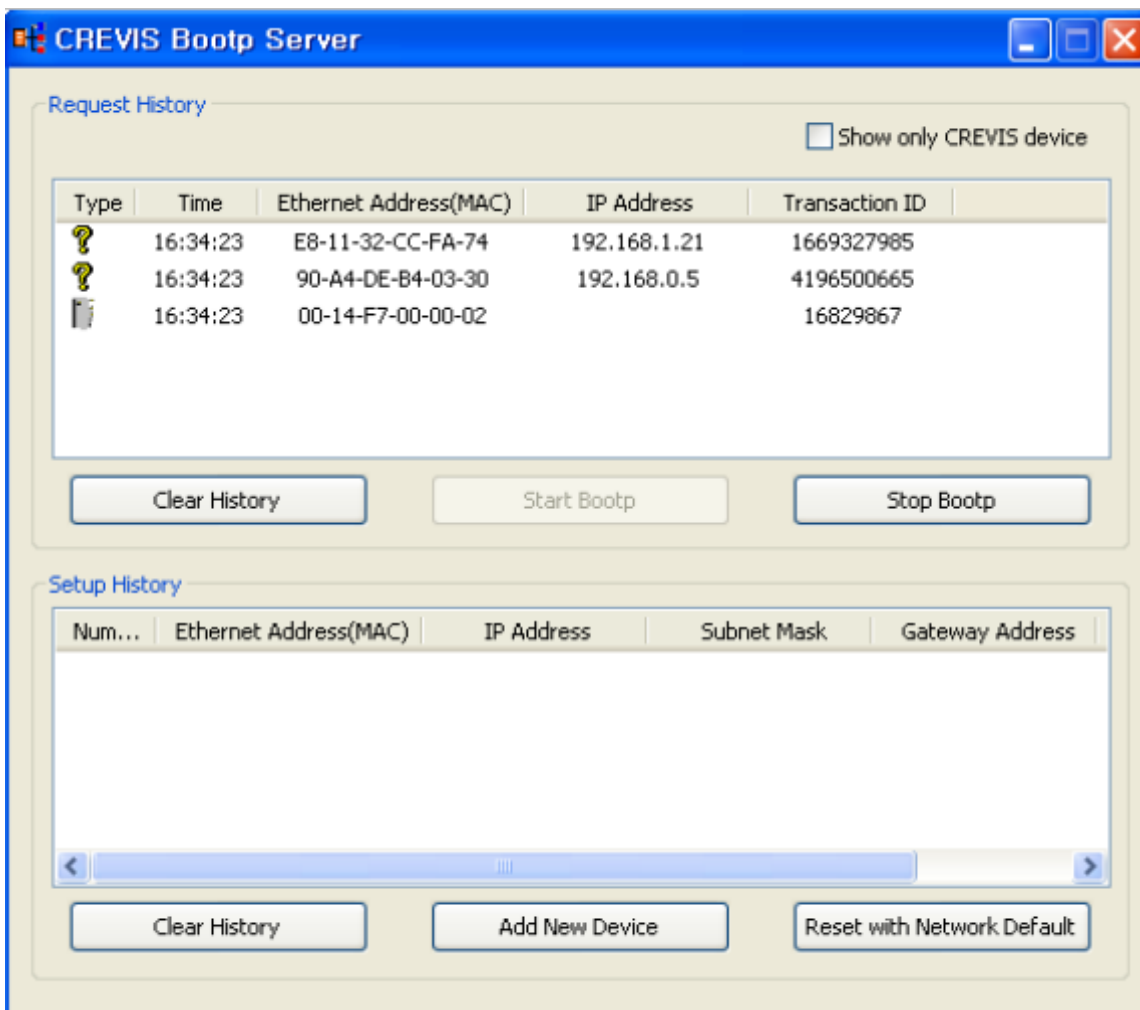 CREVIS Bootp Server
Request History
Show only CREVIS device
Type Time Ethernet Address(MAC) IP Address Transaction ID
16:34:23 E8-11-32-CC-FA-74 192.168.1.21 1669327985
16:34:23 90-A4-DE-B4-03-30 192.168.0.5 4196500665
16:34:23 00-14-F7-00-00-02 16829867
Clear History Start Bootp Stop Bootp
Setup History
Num... Ethernet Address(MAC) IP Address Subnet Mask Gateway Address
Clear History Add New Device Reset with Network Default